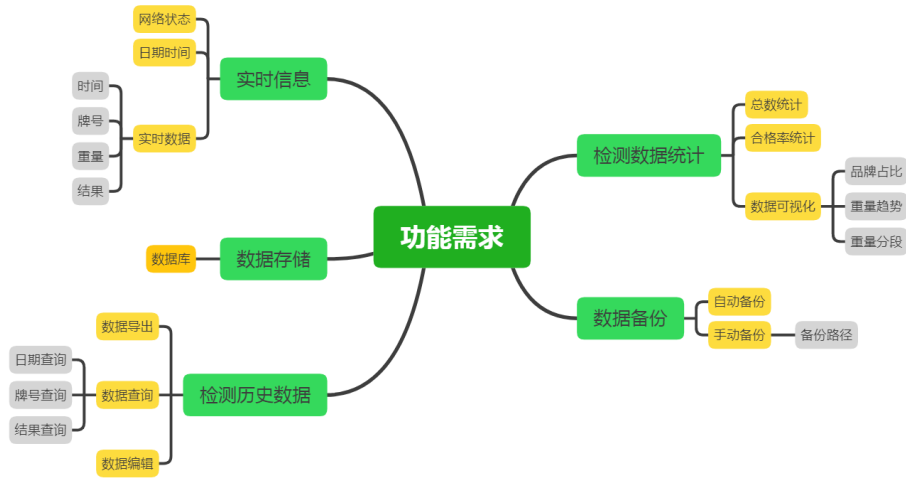 功能需求
实时信息
网络状态
日期时间
实时数据
时间
牌号
重量
结果
数据存储
数据库
检测历史数据
数据导出
数据查询
日期查询
牌号查询
结果查询
数据编辑
检测数据统计
总数统计
合格率统计
数据可视化
品牌占比
重量趋势
重量分段
数据备份
自动备份
手动备份
备份路径